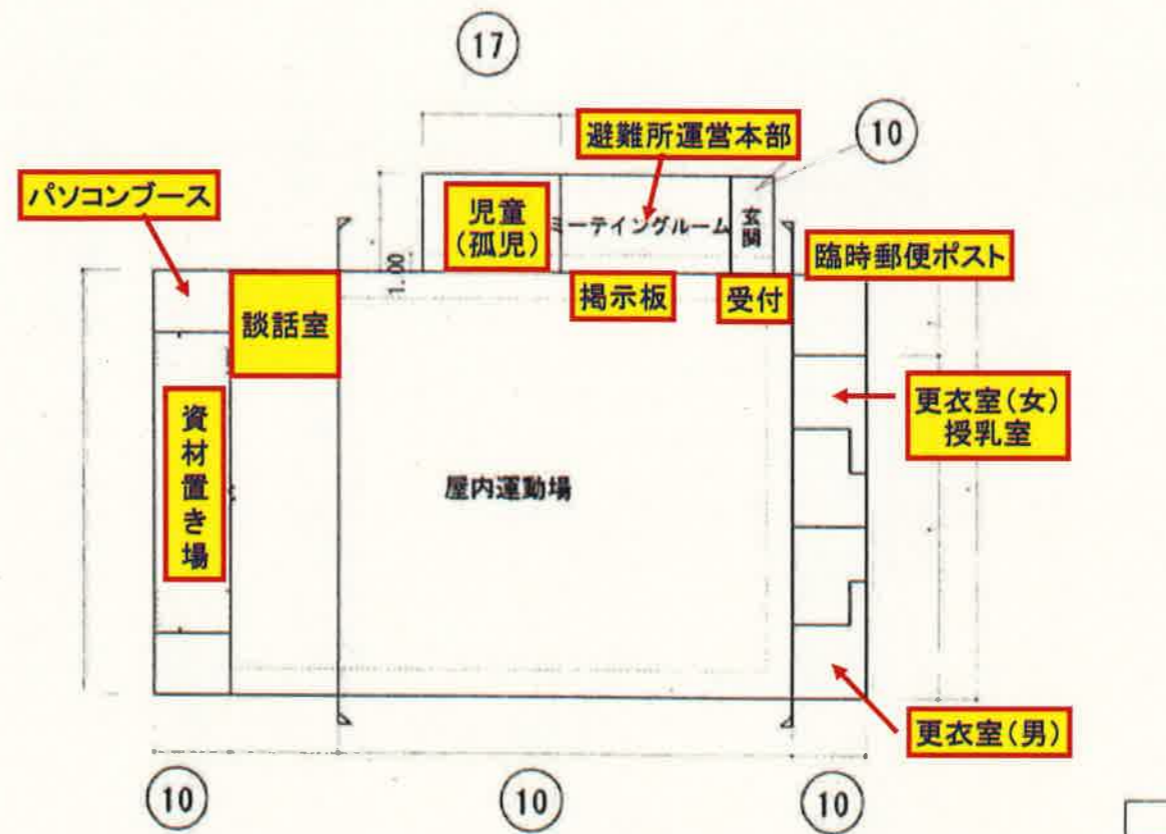 17
避難所運営本部
10
パソコンブース
児童
(孤児)
ミーテイングルーム
玄関
臨時郵便ポスト
1.00
談話室
掲示板
受付
資材置き場
更衣室(女)
授乳室
屋内運動場
更衣室(男)
10
10
10